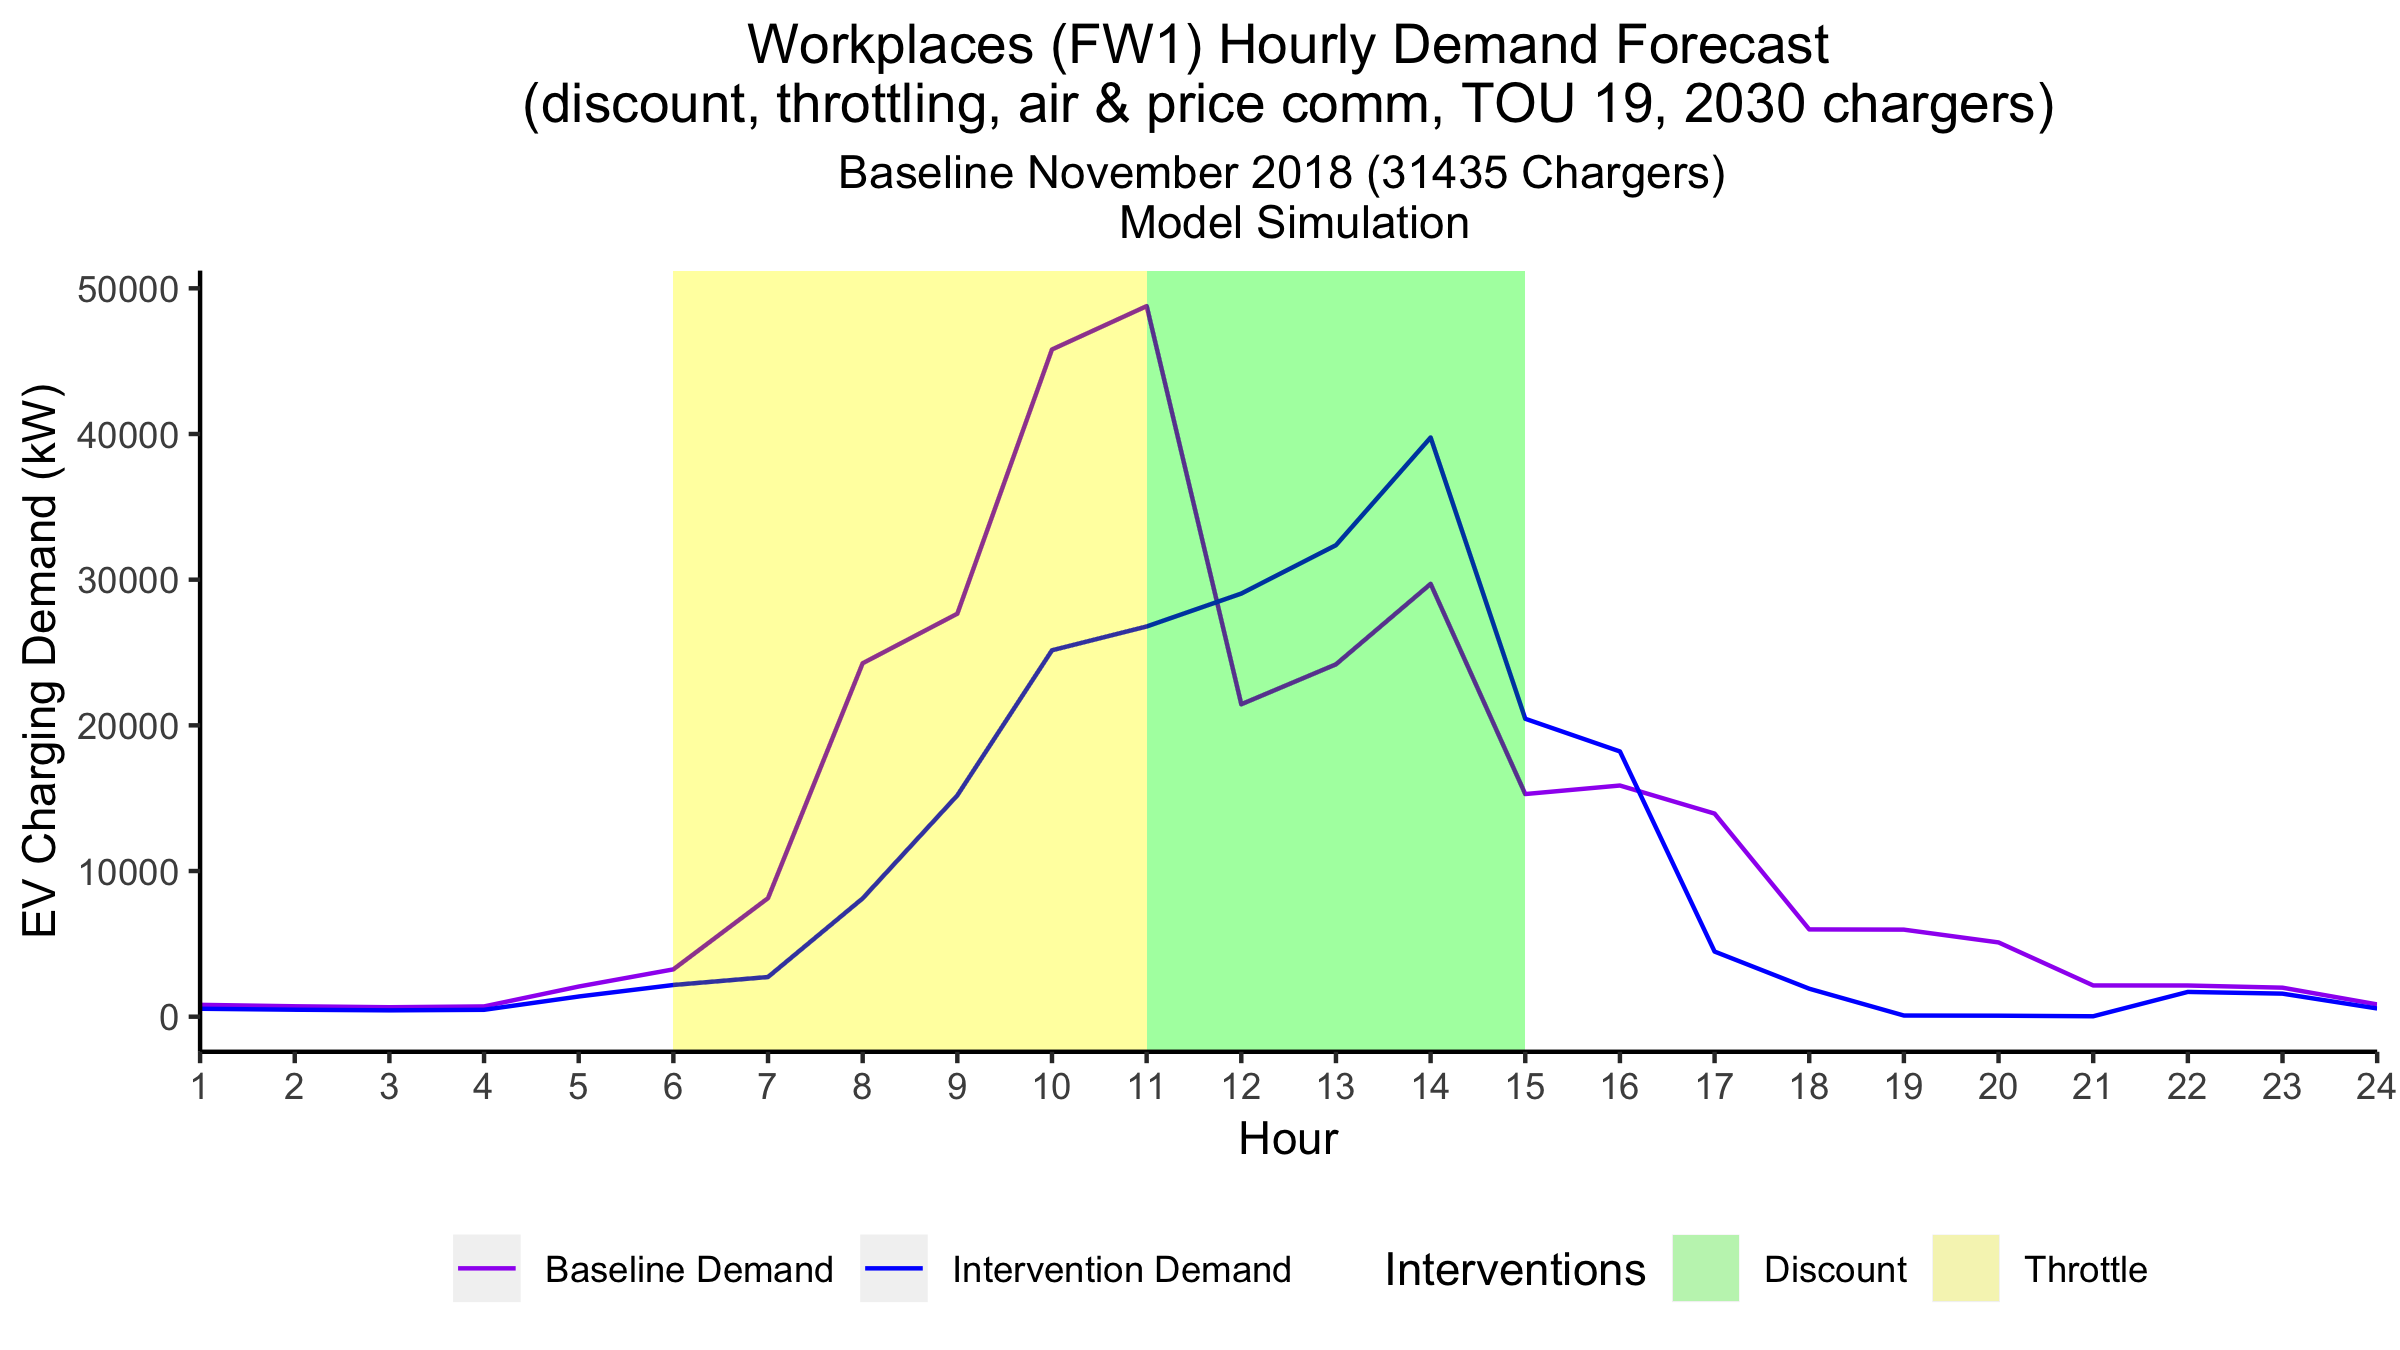 Workplaces (FW1) Hourly Demand Forecast
(discount, throttling, air & price comm, TOU 19, 2030 chargers)
Baseline November 2018 (31435 Chargers)
Model Simulation
EV Charging Demand (kW)
50000
40000
30000
20000
10000
0
1 2 3 4 5 6 7 8 9 10 11 12 13 14 15 16 17 18 19 20 21 22 23 24
Hour
Baseline Demand Intervention Demand Interventions Discount Throttle